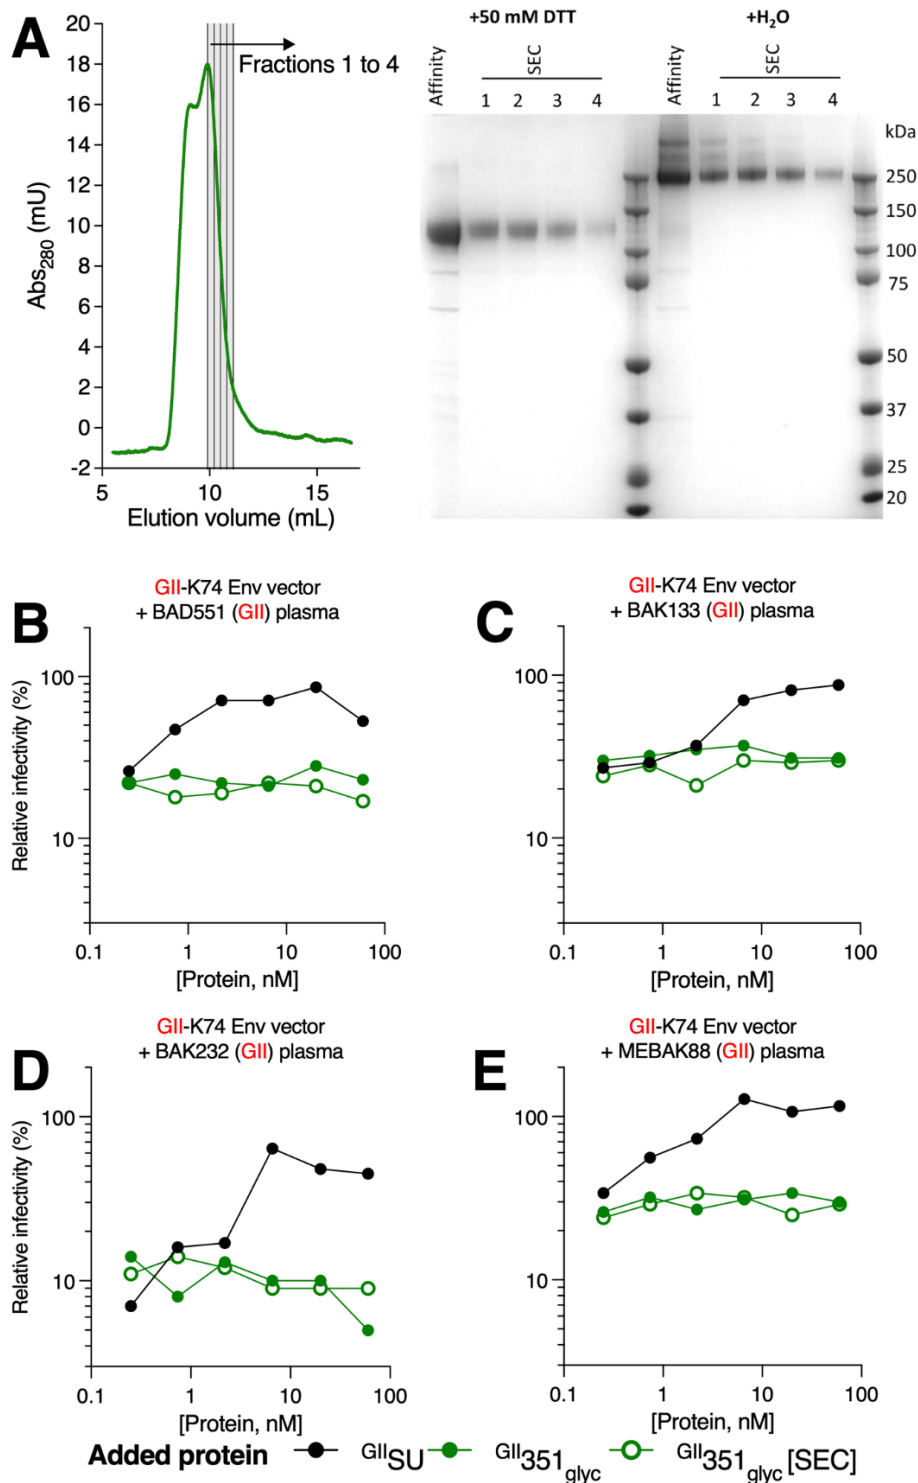 A
20
18
16
14
12
10
8
6
4
2
0
-2
Abs280 (mU)
5 10 15
Elution volume (mL)
Fractions 1 to 4
+50 mM DTT +H2O
Affinity SEC Affinity SEC
1 2 3 4 1 2 3 4
kDa
250
150
100
75
50
37
25
20
B
GII-K74 Env vector
+ BAD551 (GII) plasma
Relative infectivity (%)
100
10
0.1 1 10 100
[Protein, nM]
C
GII-K74 Env vector
+ BAK133 (GII) plasma
100
10
0.1 1 10 100
[Protein, nM]
D
GII-K74 Env vector
+ BAK232 (GII) plasma
Relative infectivity (%)
100
10
0.1 1 10 100
[Protein, nM]
E
GII-K74 Env vector
+ MEBAK88 (GII) plasma
100
10
0.1 1 10 100
[Protein, nM]
Added protein GIISU GII351glyc GII351glyc[SEC]